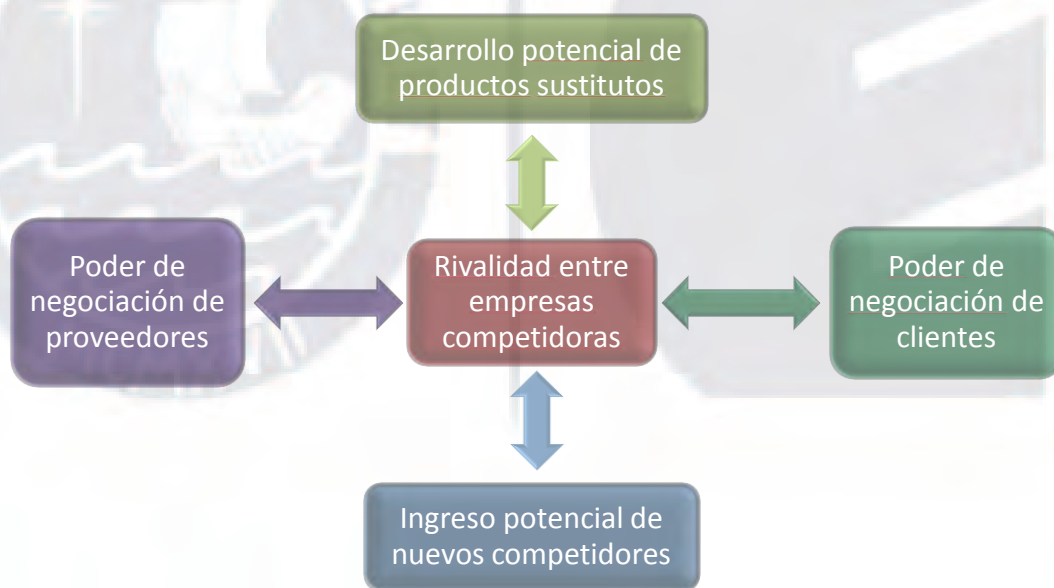 Desarrollo potencial de
productos sustitutos
Poder de
negociación de
proveedores
Rivalidad entre
empresas
competidoras
Poder de
negociación de
clientes
Ingreso potencial de
nuevos competidores